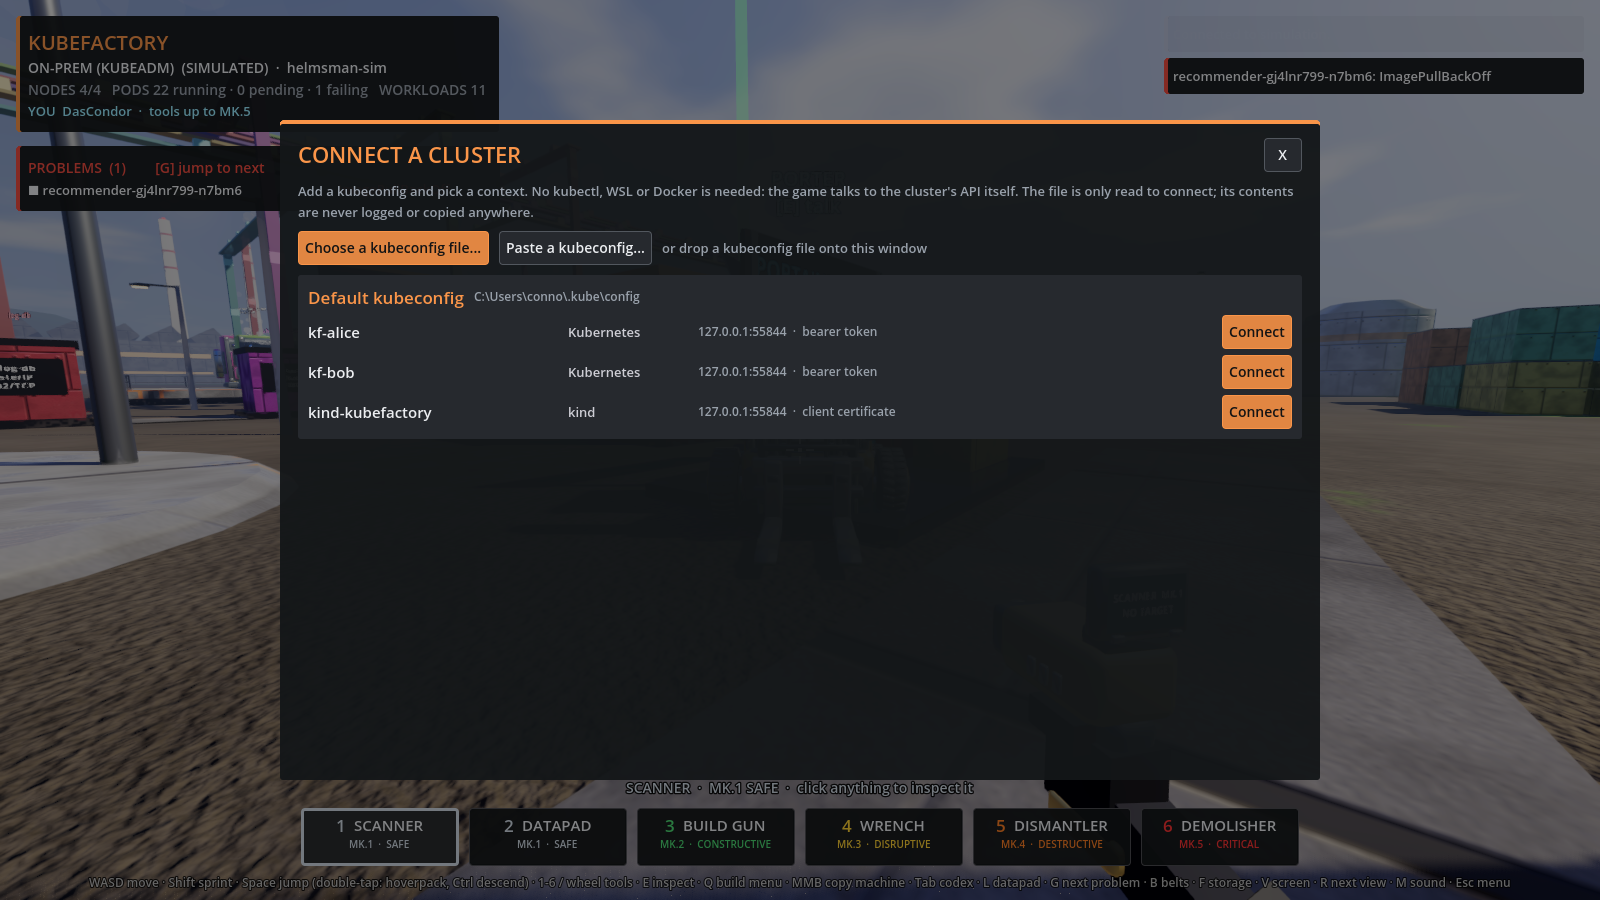 KUBEFACTORY
ON-PREM (KUBEADM) (SIMULATED) · helmsman-sim
NODES 4/4 PODS 22 running · 0 pending · 1 failing WORKLOADS 11
YOU DasCondor · tools up to MK.5
PROBLEMS (1) [G] jump to next
recommender-gj4lnr799-n7bm6
recommender-gj4lnr799-n7bm6: ImagePullBackOff
CONNECT A CLUSTER
X
Add a kubeconfig and pick a context. No kubectl, WSL or Docker is needed: the game talks to the cluster's API itself. The file is only read to connect; its contents
are never logged or copied anywhere.
Choose a kubeconfig file... Paste a kubeconfig... or drop a kubeconfig file onto this window
Default kubeconfig C:\Users\conno\.kube\config
kf-alice Kubernetes 127.0.0.1:55844 · bearer token Connect
kf-bob Kubernetes 127.0.0.1:55844 · bearer token Connect
kind-kubefactory kind 127.0.0.1:55844 · client certificate Connect
SCANNER · MK.1 SAFE · click anything to inspect it
1 SCANNER
MK.1 · SAFE
2 DATAPAD
MK.1 · SAFE
3 BUILD GUN
MK.2 · CONSTRUCTIVE
4 WRENCH
MK.3 · DISRUPTIVE
5 DISMANTLER
MK.4 · DESTRUCTIVE
6 DEMOLISHER
MK.5 · CRITICAL
WASD move · Shift sprint · Space jump (double-tap: hoverpack, Ctrl descend) · 1-6 / wheel tools · E inspect · Q build menu · MMB copy machine · Tab codex · L datapad · G next problem · B belts · F storage · V screen · R next view · M sound · Esc menu